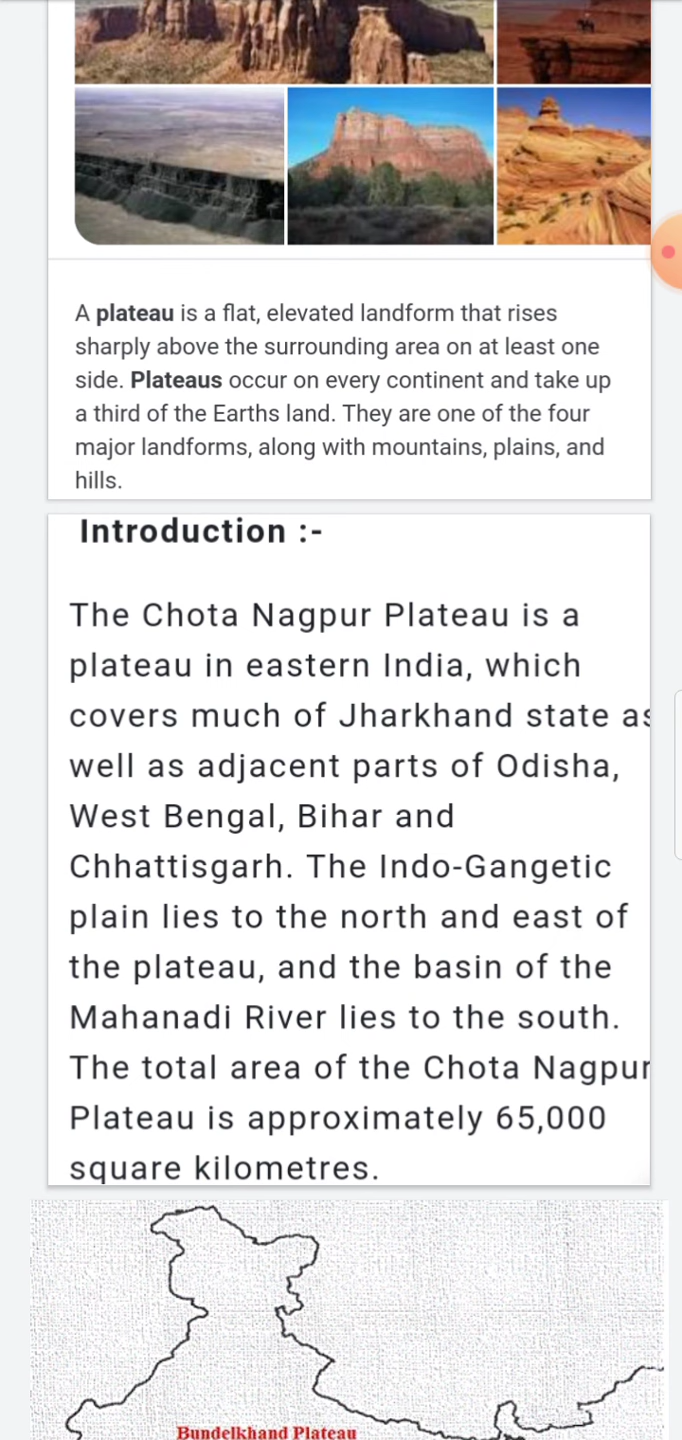 A plateau is a flat, elevated landform that rises
sharply above the surrounding area on at least one
side. Plateaus occur on every continent and take up
a third of the Earths land. They are one of the four
major landforms, along with mountains, plains, and
hills.
Introduction :-
The Chota Nagpur Plateau is a
plateau in eastern India, which
covers much of Jharkhand state as
well as adjacent parts of Odisha,
West Bengal, Bihar and
Chhattisgarh. The Indo-Gangetic
plain lies to the north and east of
the plateau, and the basin of the
Mahanadi River lies to the south.
The total area of the Chota Nagpur
Plateau is approximately 65,000
square kilometres.
Bundelkhand Plateau